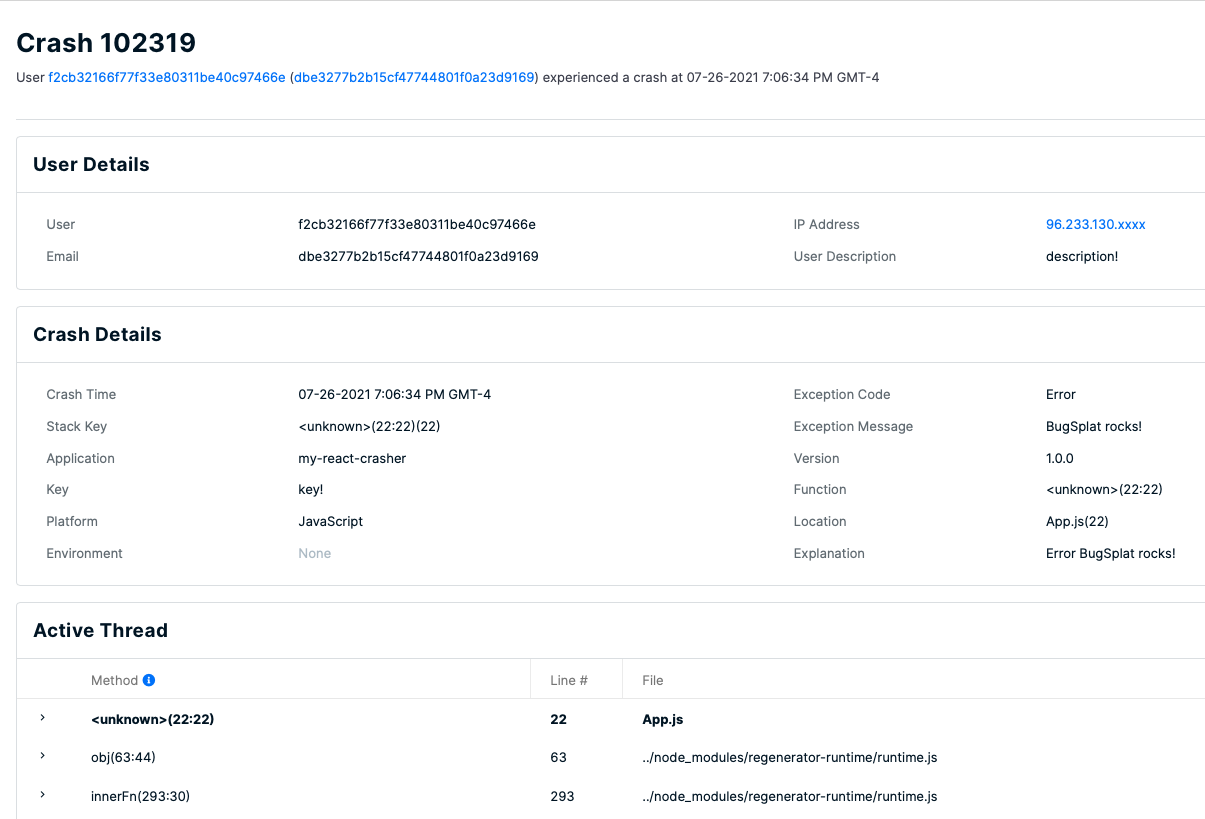 Crash 102319
User f2cb32166f77f33e80311be40c97466e (dbe3277b2b15cf47744801f0a23d9169) experienced a crash at 07-26-2021 7:06:34 PM GMT-4
User Details
User f2cb32166f77f33e80311be40c97466e IP Address 96.233.130.xxxx
Email dbe3277b2b15cf47744801f0a23d9169 User Description description!
Crash Details
Crash Time 07-26-2021 7:06:34 PM GMT-4 Exception Code Error
Stack Key <unknown>(22:22)(22) Exception Message BugSplat rocks!
Application my-react-crasher Version 1.0.0
Key key! Function <unknown>(22:22)
Platform JavaScript Location App.js(22)
Environment None Explanation Error BugSplat rocks!
Active Thread
Method Line # File
<unknown>(22:22) 22 App.js
obj(63:44) 63 ../node_modules/regenerator-runtime/runtime.js
innerFn(293:30) 293 ../node_modules/regenerator-runtime/runtime.js